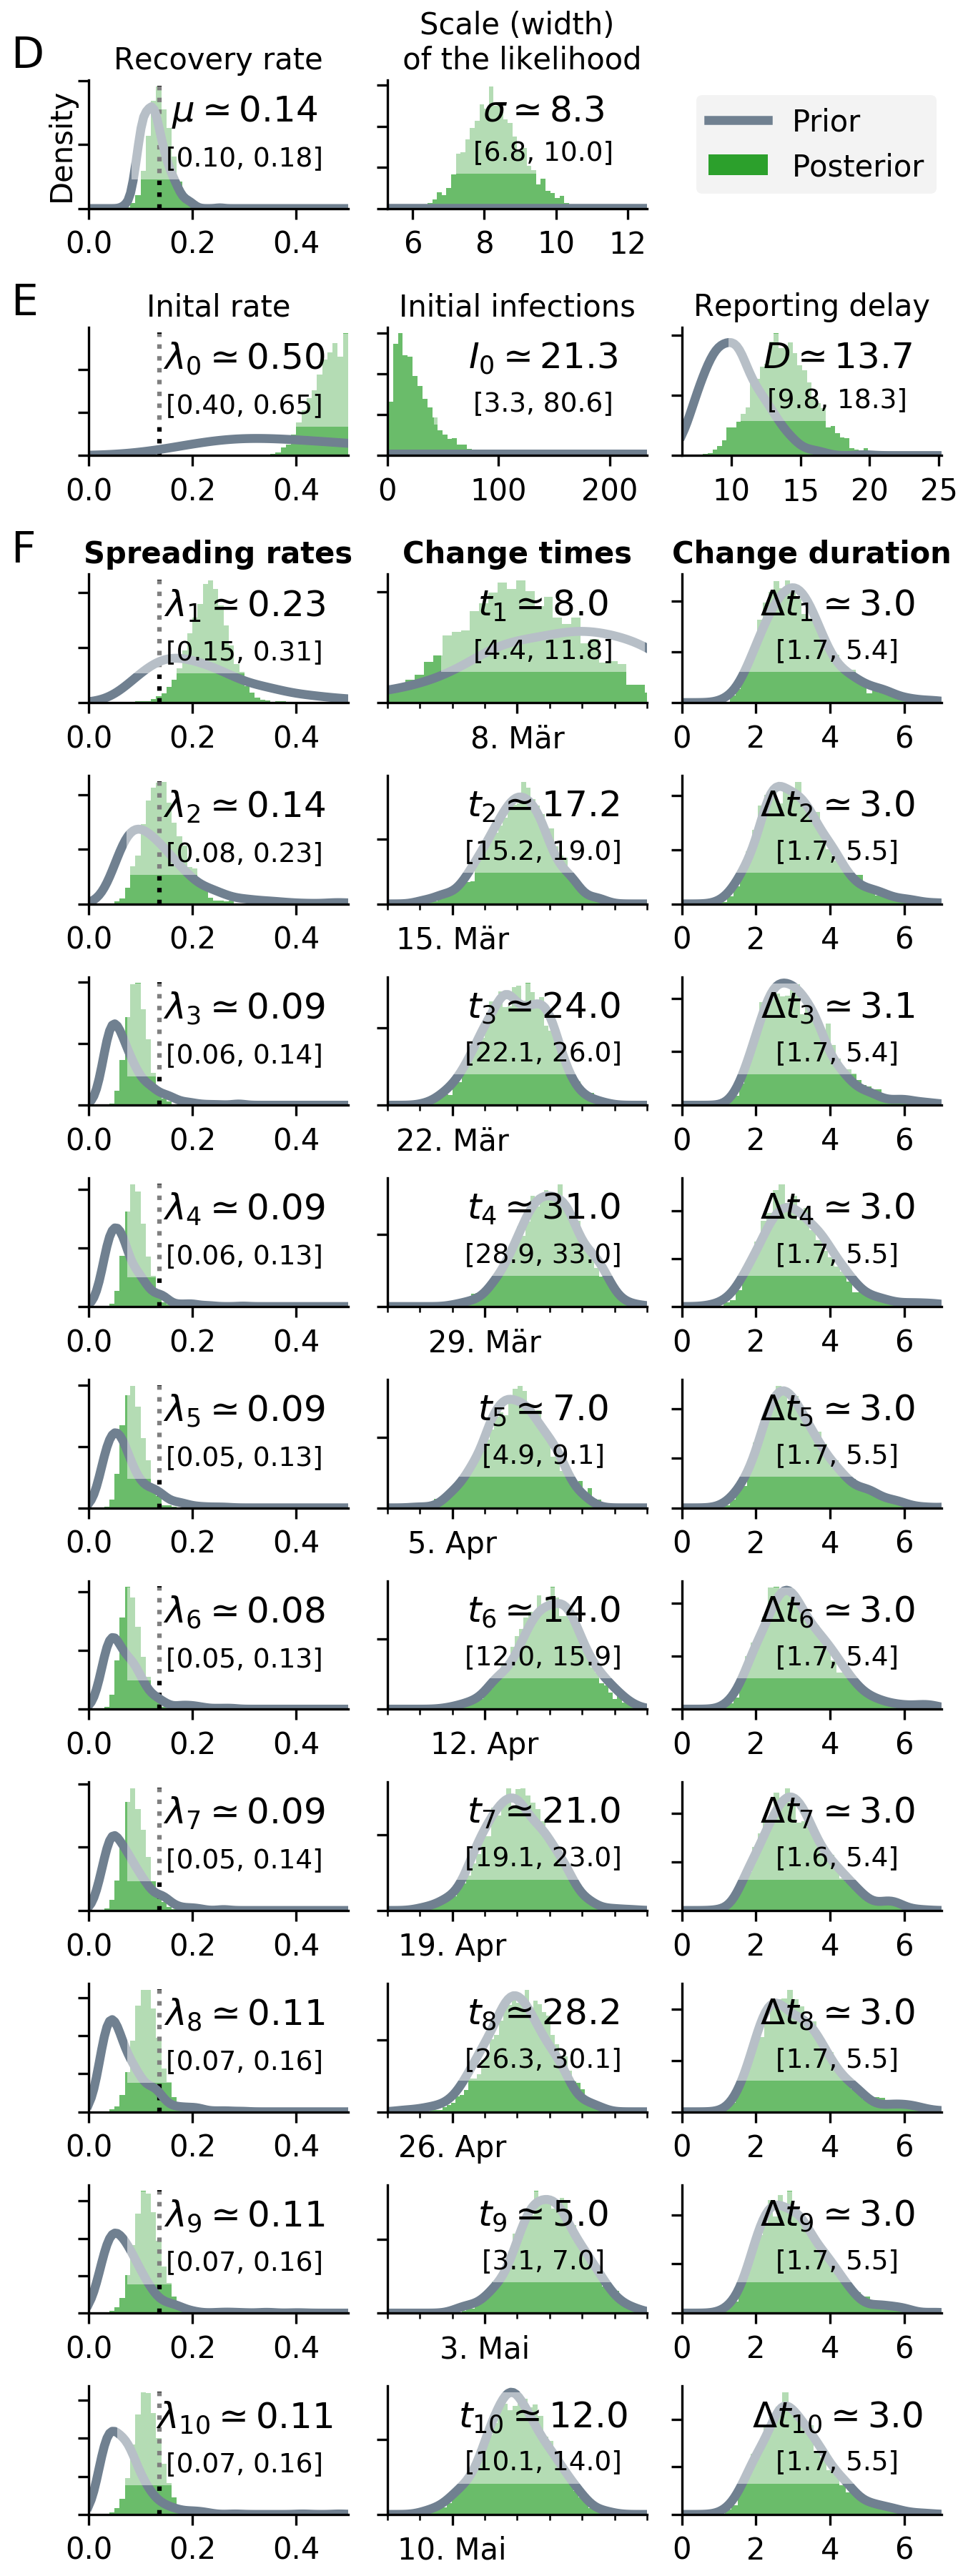 D
Recovery rate
Scale (width)
of the likelihood
Density
μ ≃ 0.14
[0.10, 0.18]
σ ≃ 8.3
[6.8, 10.0]
Prior
Posterior
0.0 0.2 0.4
6 8 10 12
E
Inital rate
Initial infections
Reporting delay
λ0 ≃ 0.50
[0.40, 0.65]
I0 ≃ 21.3
[3.3, 80.6]
D ≃ 13.7
[9.8, 18.3]
0.0 0.2 0.4
0 100 200
10 15 20 25
F
Spreading rates
Change times
Change duration
λ1 ≃ 0.23
[0.15, 0.31]
t1 ≃ 8.0
[4.4, 11.8]
Δt1 ≃ 3.0
[1.7, 5.4]
0.0 0.2 0.4
8. Mär
0 2 4 6
λ2 ≃ 0.14
[0.08, 0.23]
t2 ≃ 17.2
[15.2, 19.0]
Δt2 ≃ 3.0
[1.7, 5.5]
0.0 0.2 0.4
15. Mär
0 2 4 6
λ3 ≃ 0.09
[0.06, 0.14]
t3 ≃ 24.0
[22.1, 26.0]
Δt3 ≃ 3.1
[1.7, 5.4]
0.0 0.2 0.4
22. Mär
0 2 4 6
λ4 ≃ 0.09
[0.06, 0.13]
t4 ≃ 31.0
[28.9, 33.0]
Δt4 ≃ 3.0
[1.7, 5.5]
0.0 0.2 0.4
29. Mär
0 2 4 6
λ5 ≃ 0.09
[0.05, 0.13]
t5 ≃ 7.0
[4.9, 9.1]
Δt5 ≃ 3.0
[1.7, 5.5]
0.0 0.2 0.4
5. Apr
0 2 4 6
λ6 ≃ 0.08
[0.05, 0.13]
t6 ≃ 14.0
[12.0, 15.9]
Δt6 ≃ 3.0
[1.7, 5.4]
0.0 0.2 0.4
12. Apr
0 2 4 6
λ7 ≃ 0.09
[0.05, 0.14]
t7 ≃ 21.0
[19.1, 23.0]
Δt7 ≃ 3.0
[1.6, 5.4]
0.0 0.2 0.4
19. Apr
0 2 4 6
λ8 ≃ 0.11
[0.07, 0.16]
t8 ≃ 28.2
[26.3, 30.1]
Δt8 ≃ 3.0
[1.7, 5.5]
0.0 0.2 0.4
26. Apr
0 2 4 6
λ9 ≃ 0.11
[0.07, 0.16]
t9 ≃ 5.0
[3.1, 7.0]
Δt9 ≃ 3.0
[1.7, 5.5]
0.0 0.2 0.4
3. Mai
0 2 4 6
λ10 ≃ 0.11
[0.07, 0.16]
t10 ≃ 12.0
[10.1, 14.0]
Δt10 ≃ 3.0
[1.7, 5.5]
0.0 0.2 0.4
10. Mai
0 2 4 6